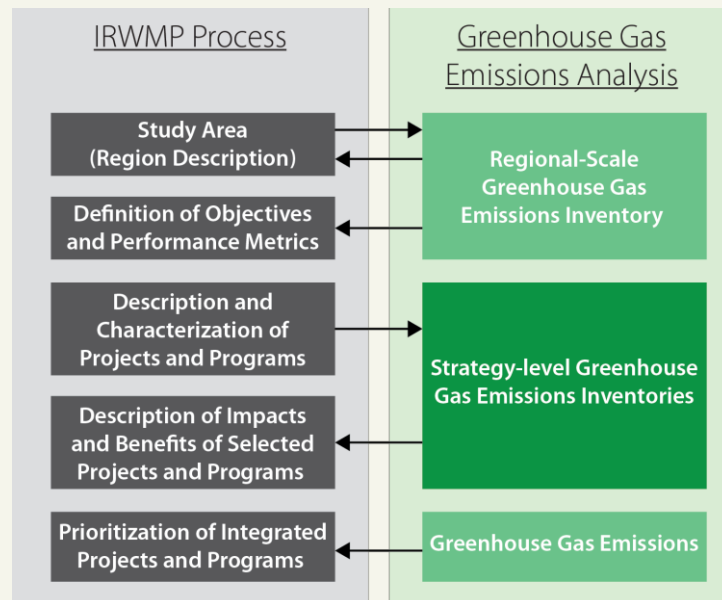 IRWMP Process
Study Area
(Region Description)
Definition of Objectives
and Performance Metrics
Description and
Characterization of
Projects and Programs
Description of Impacts
and Benefits of Selected
Projects and Programs
Prioritization of Integrated
Projects and Programs
Greenhouse Gas
Emissions Analysis
Regional-Scale
Greenhouse Gas
Emissions Inventory
Strategy-level Greenhouse
Gas Emissions Inventories
Greenhouse Gas Emissions